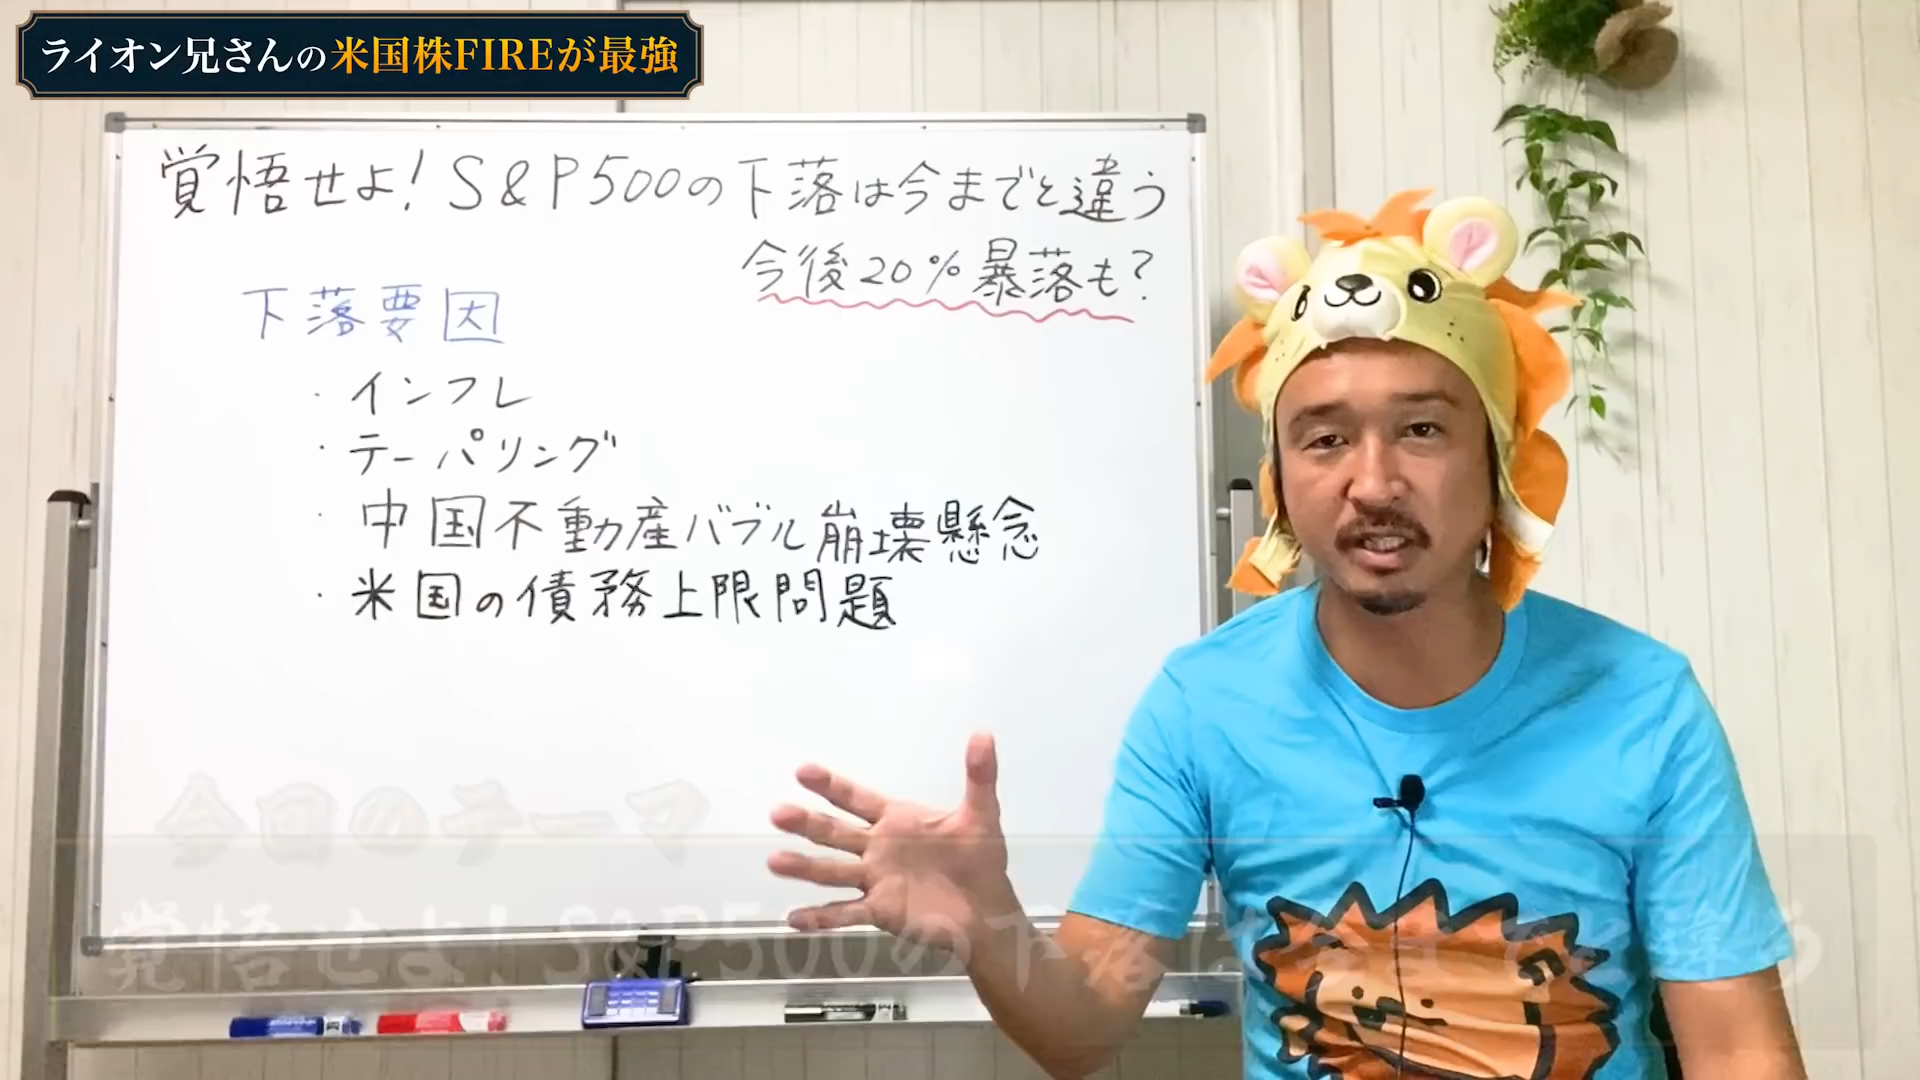 ライオン兄さんの米国株FIREが最強
覚悟せよ!S&P500の下落は今までと違う
今後20%暴落も?
下落要因
・インフレ
・テーパリング
・中国不動産バブル崩壊懸念
・米国の債務上限問題
今回のテーマ
覚悟せよ!S&P500の下落は今までと違う